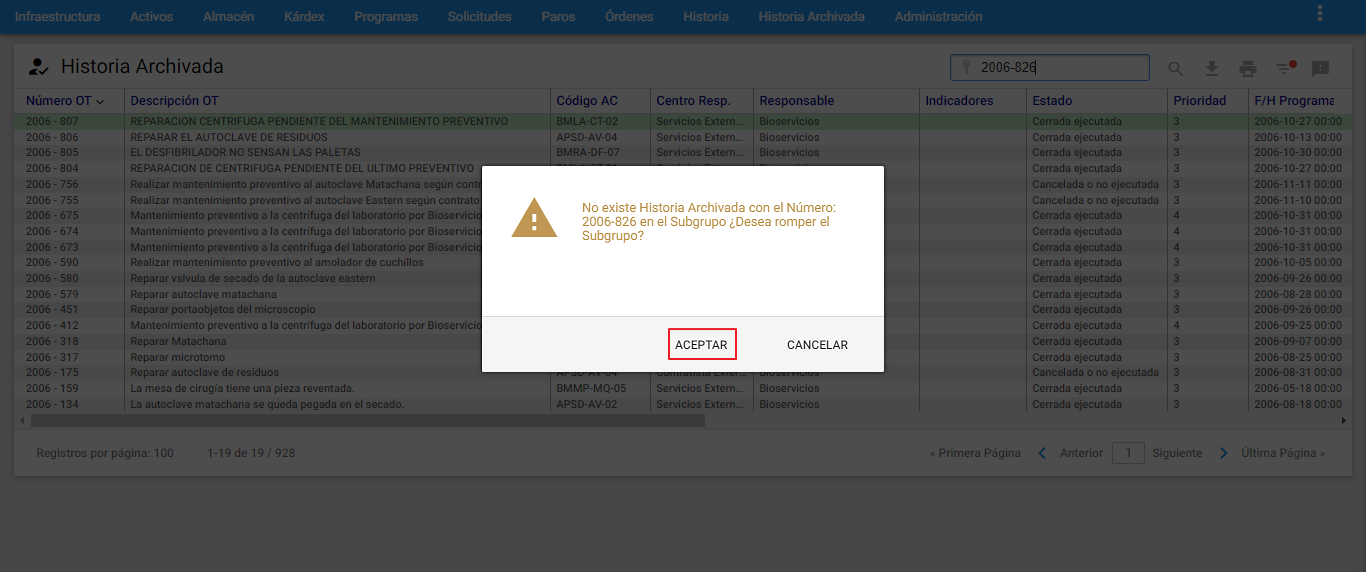 Infraestructura Activos Almacén Kárdex Programas Solicitudes Paros Órdenes Historia Historia Archivada Administración
Historia Archivada 2006-826
Número OT Descripción OT Código AC Centro Resp. Responsable Indicadores Estado Prioridad F/H Programa
2006 - 807 REPARACION CENTRIFUGA PENDIENTE DEL MANTENIMIENTO PREVENTIVO BMLA-CT-02 Servicios Extern... Bioservicios Cerrada ejecutada 3 2006-10-27 00:00
2006 - 806 REPARAR EL AUTOCLAVE DE RESIDUOS APSD-AV-04 Servicios Extern... Bioservicios Cerrada ejecutada 3 2006-10-13 00:00
2006 - 805 EL DESFIBRILADOR NO SENSAN LAS PALETAS BMRA-DF-07 Servicios Extern... Bioservicios Cerrada ejecutada 3 2006-10-30 00:00
2006 - 804 REPARACION DE CENTRIFUGA PENDIENTE DEL ULTIMO PREVENTIVO Cerrada ejecutada 3 2006-10-27 00:00
2006 - 756 Realizar mantenimiento preventivo al autoclave Matachana según contr Cancelada o no ejecutada 3 2006-11-11 00:00
2006 - 755 Realizar mantenimiento preventivo al autoclave Eastern según contrato Cancelada o no ejecutada 3 2006-11-10 00:00
2006 - 675 Mantenimiento preventivo a la centrífuga del laboratorio por Bioservicio Cerrada ejecutada 4 2006-10-31 00:00
2006 - 674 Mantenimiento preventivo a la centrífuga del laboratorio por Bioservicio Cerrada ejecutada 4 2006-10-31 00:00
2006 - 673 Mantenimiento preventivo a la centrífuga del laboratorio por Bioservicio Cerrada ejecutada 4 2006-10-31 00:00
2006 - 590 Realizar mantenimiento preventivo al amolador de cuchillos Cerrada ejecutada 3 2006-10-05 00:00
2006 - 580 Reparar vslvula de secado de la autoclave eastern Cerrada ejecutada 3 2006-09-26 00:00
2006 - 579 Reparar autoclave matachana Cerrada ejecutada 3 2006-08-28 00:00
2006 - 451 Reparar portaobjetos del microscopio Cerrada ejecutada 3 2006-09-26 00:00
2006 - 412 Mantenimiento preventivo a la centrífuga del laboratorio por Bioservicio Cerrada ejecutada 4 2006-09-25 00:00
2006 - 318 Reparar Matachana Cerrada ejecutada 3 2006-09-07 00:00
2006 - 317 Reparar microtomo Cerrada ejecutada 3 2006-08-25 00:00
2006 - 175 Reparar autoclave de residuos APSD-AV-04 Contratista Exter... Bioservicios Cancelada o no ejecutada 3 2006-08-31 00:00
2006 - 159 La mesa de cirugía tiene una pieza reventada. BMMP-MQ-05 Servicios Extern... Bioservicios Cerrada ejecutada 3 2006-05-18 00:00
2006 - 134 La autoclave matachana se queda pegada en el secado. APSD-AV-02 Servicios Extern... Bioservicios Cerrada ejecutada 3 2006-08-18 00:00
No existe Historia Archivada con el Número:
2006-826 en el Subgrupo ¿Desea romper el
Subgrupo?
ACEPTAR CANCELAR
Registros por página: 100 1-19 de 19 / 928 « Primera Página Anterior 1 Siguiente Última Página »